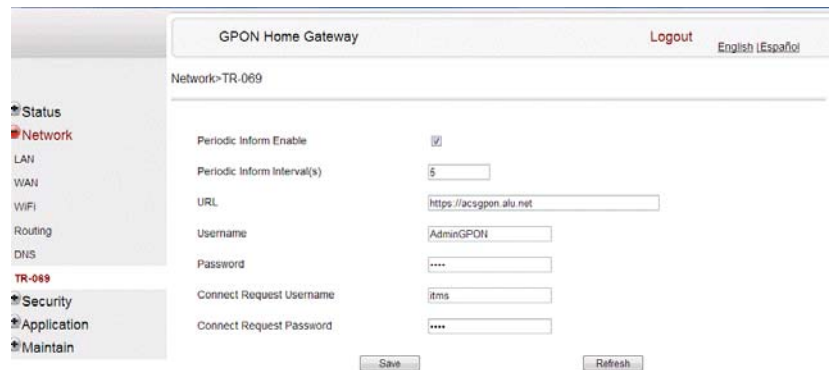 GPON Home Gateway
Logout
English | Español
Network>TR-069
Status
Network
LAN
WAN
WiFi
Routing
DNS
TR-069
Security
Application
Maintain
Periodic Inform Enable
Periodic Inform Interval(s) 5
URL https://acsgpon.alu.net
Username AdminGPON
Password ····
Connect Request Username itms
Connect Request Password ····
Save Refresh